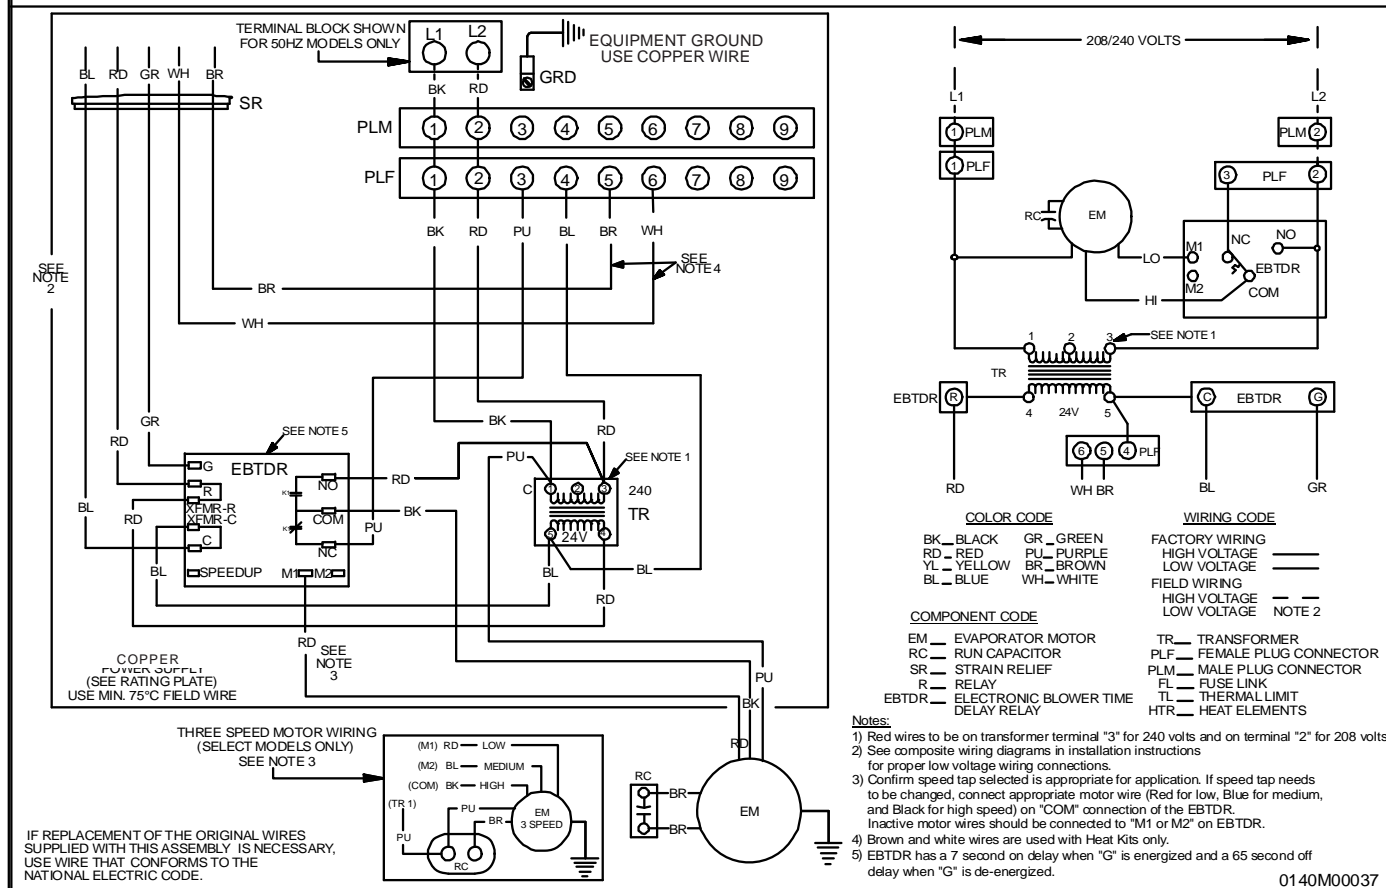 TERMINAL BLOCK SHOWN
FOR 50HZ MODELS ONLY
L1 L2
EQUIPMENT GROUND
USE COPPER WIRE
GRD
BL RD GR WH BR
SR
BK RD
PLM 1 2 3 4 5 6 7 8 9
PLF 1 2 3 4 5 6 7 8 9
BK RD PU BL BR WH
SEE
NOTE 4
SEE
NOTE
2
BR
WH
GR
RD
BK
RD
SEE NOTE 5
SEE NOTE 1
PU
EBTDR
G
R
XFMR-R
XFMR-C
C
SPEEDUP
M1 M2
NO
COM
NC
K1
K1
RD
BK
PU
BL
RD
BL
C 1 2 3 240
TR
24V
5 4
BL
BL
RD
RD
SEE
NOTE
3
COPPER
POWER SUPPLY
(SEE RATING PLATE)
USE MIN. 75°C FIELD WIRE
PU
BK
RD
THREE SPEED MOTOR WIRING
(SELECT MODELS ONLY)
SEE NOTE 3
(M1) RD LOW
(M2) BL MEDIUM
(COM) BK HIGH
(TR 1)
PU
BR
PU
EM
3 SPEED
RC
RC
BR
BR
EM
IF REPLACEMENT OF THE ORIGINAL WIRES
SUPPLIED WITH THIS ASSEMBLY IS NECESSARY,
USE WIRE THAT CONFORMS TO THE
NATIONAL ELECTRIC CODE.
208/240 VOLTS
L1 L2
1 PLM
PLM 2
1 PLF
3 PLF 2
RC
EM
LO
HI
M1
M2
NC
NO
EBTDR
COM
1 2 3
SEE NOTE 1
TR
4 24V 5
EBTDR R
C EBTDR G
6 5 4 PLF
RD
WH BR
BL
GR
COLOR CODE
BK BLACK GR GREEN
RD RED PU PURPLE
YL YELLOW BR BROWN
BL BLUE WH WHITE
WIRING CODE
FACTORY WIRING
HIGH VOLTAGE
LOW VOLTAGE
FIELD WIRING
HIGH VOLTAGE
LOW VOLTAGE NOTE 2
COMPONENT CODE
EM EVAPORATOR MOTOR
RC RUN CAPACITOR
SR STRAIN RELIEF
R RELAY
EBTDR ELECTRONIC BLOWER TIME
DELAY RELAY
TR TRANSFORMER
PLF FEMALE PLUG CONNECTOR
PLM MALE PLUG CONNECTOR
FL FUSE LINK
TL THERMAL LIMIT
HTR HEAT ELEMENTS
Notes:
1) Red wires to be on transformer terminal "3" for 240 volts and on terminal "2" for 208 volts
2) See composite wiring diagrams in installation instructions
for proper low voltage wiring connections.
3) Confirm speed tap selected is appropriate for application. If speed tap needs
to be changed, connect appropriate motor wire (Red for low, Blue for medium,
and Black for high speed) on "COM" connection of the EBTDR.
Inactive motor wires should be connected to "M1 or M2" on EBTDR.
4) Brown and white wires are used with Heat Kits only.
5) EBTDR has a 7 second on delay when "G" is energized and a 65 second off
delay when "G" is de-energized.
0140M00037